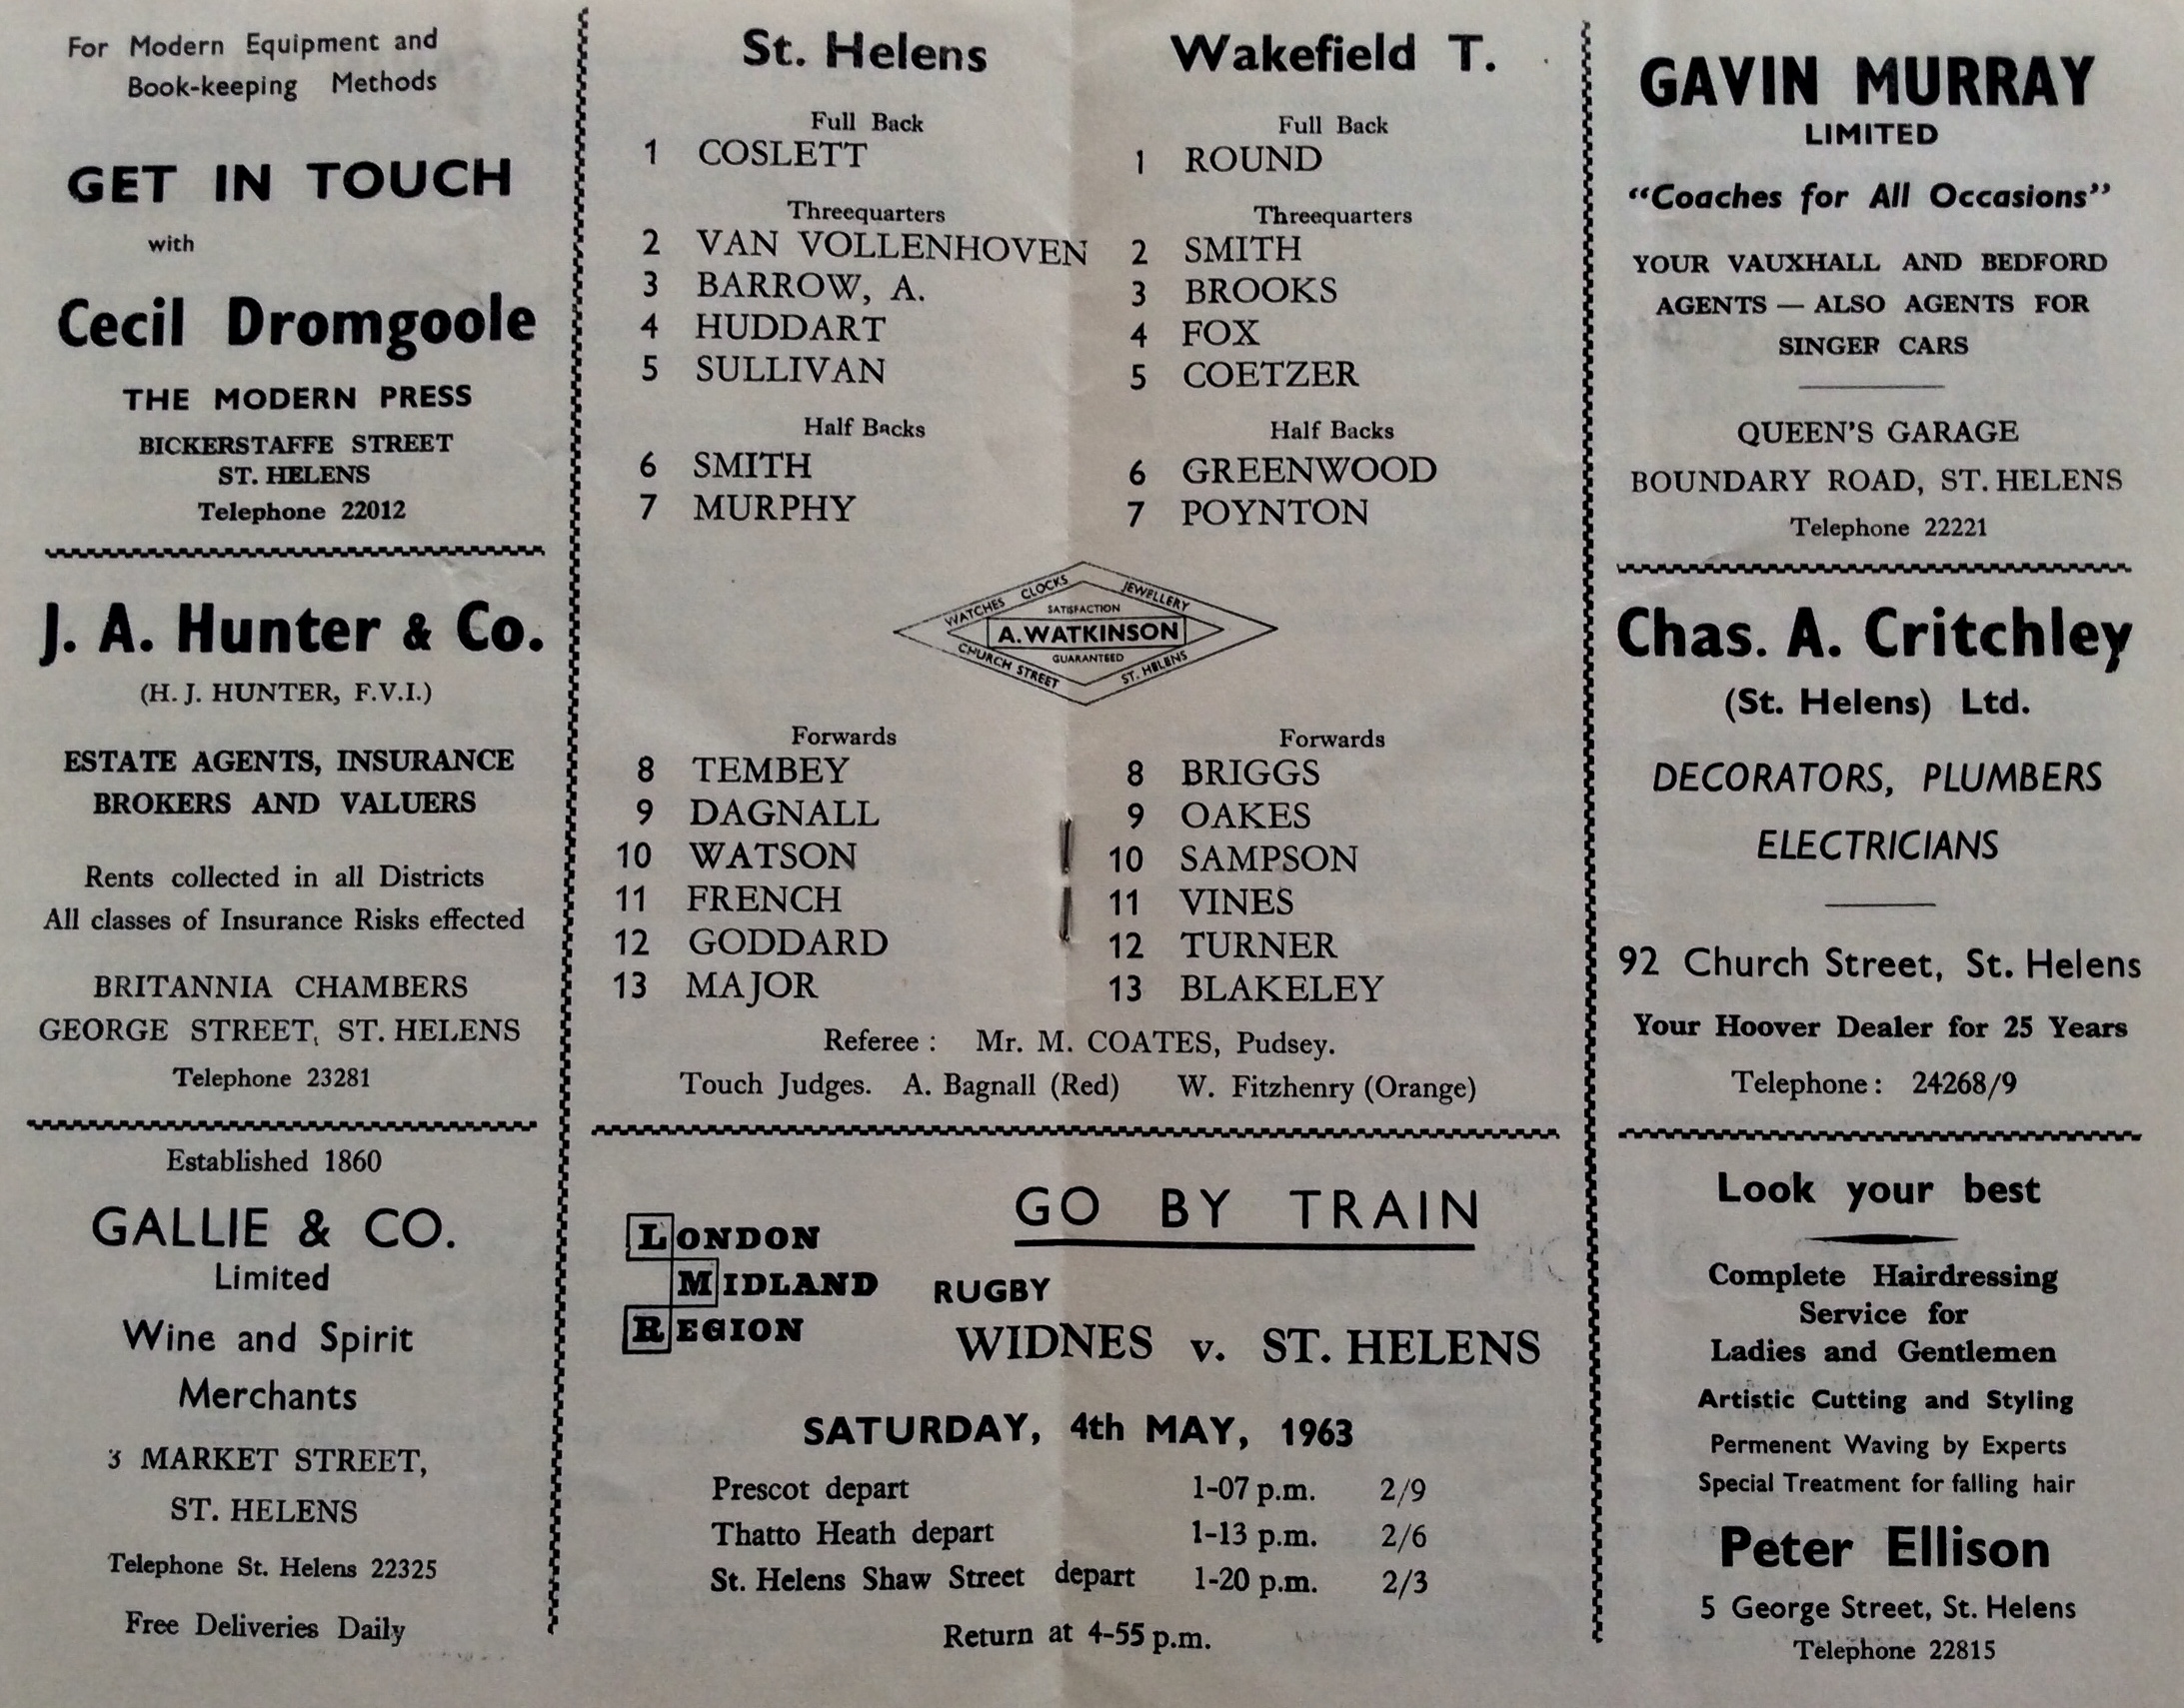 For Modern Equipment and
Book-keeping Methods
GET IN TOUCH
with
Cecil Dromgoole
THE MODERN PRESS
BICKERSTAFFE STREET
ST. HELENS
Telephone 22012
J. A. Hunter & Co.
(H. J. HUNTER, F.V.I.)
ESTATE AGENTS, INSURANCE
BROKERS AND VALUERS
Rents collected in all Districts
All classes of Insurance Risks effected
BRITANNIA CHAMBERS
GEORGE STREET, ST. HELENS
Telephone 23281
Established 1860
GALLIE & CO.
Limited
Wine and Spirit
Merchants
3 MARKET STREET,
ST. HELENS
Telephone St. Helens 22325
Free Deliveries Daily
St. Helens
Full Back
1 COSLETT
Threequarters
2 VAN VOLLENHOVEN
3 BARROW, A.
4 HUDDART
5 SULLIVAN
Half Backs
6 SMITH
7 MURPHY
Wakefield T.
Full Back
1 ROUND
Threequarters
2 SMITH
3 BROOKS
4 FOX
5 COETZER
Half Backs
6 GREENWOOD
7 POYNTON
WATCHES CLOCKS JEWELLERY
SATISFACTION
A. WATKINSON
GUARANTEED
CHURCH STREET ST. HELENS
Forwards
8 TEMBEY
9 DAGNALL
10 WATSON
11 FRENCH
12 GODDARD
13 MAJOR
Forwards
8 BRIGGS
9 OAKES
10 SAMPSON
11 VINES
12 TURNER
13 BLAKELEY
Referee : Mr. M. COATES, Pudsey.
Touch Judges. A. Bagnall (Red) W. Fitzhenry (Orange)
LONDON
MIDLAND
REGION
GO BY TRAIN
RUGBY
WIDNES v. ST. HELENS
SATURDAY, 4th MAY, 1963
Prescot depart 1-07 p.m. 2/9
Thatto Heath depart 1-13 p.m. 2/6
St. Helens Shaw Street depart 1-20 p.m. 2/3
Return at 4-55 p.m.
GAVIN MURRAY
LIMITED
"Coaches for All Occasions"
YOUR VAUXHALL AND BEDFORD
AGENTS — ALSO AGENTS FOR
SINGER CARS
QUEEN'S GARAGE
BOUNDARY ROAD, ST. HELENS
Telephone 22221
Chas. A. Critchley
(St. Helens) Ltd.
DECORATORS, PLUMBERS
ELECTRICIANS
92 Church Street, St. Helens
Your Hoover Dealer for 25 Years
Telephone : 24268/9
Look your best
Complete Hairdressing
Service for
Ladies and Gentlemen
Artistic Cutting and Styling
Permenent Waving by Experts
Special Treatment for falling hair
Peter Ellison
5 George Street, St. Helens
Telephone 22815